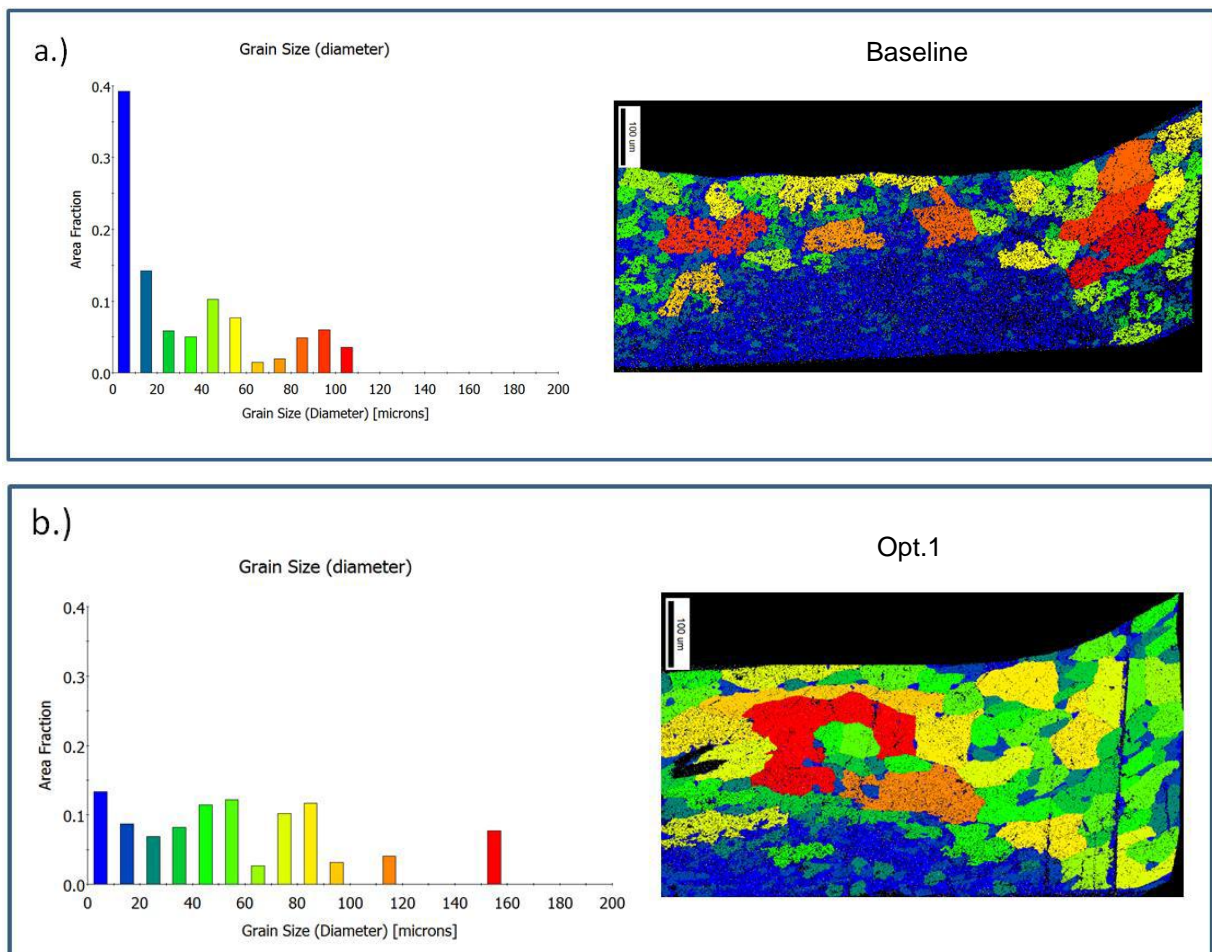 a.)
Grain Size (diameter)
Baseline
0.4
0.3
0.2
0.1
0.0
Area Fraction
0 20 40 60 80 100 120 140 160 180 200
Grain Size (Diameter) [microns]
100 um
b.)
Grain Size (diameter)
Opt.1
0.4
0.3
0.2
0.1
0.0
Area Fraction
0 20 40 60 80 100 120 140 160 180 200
Grain Size (Diameter) [microns]
100 um